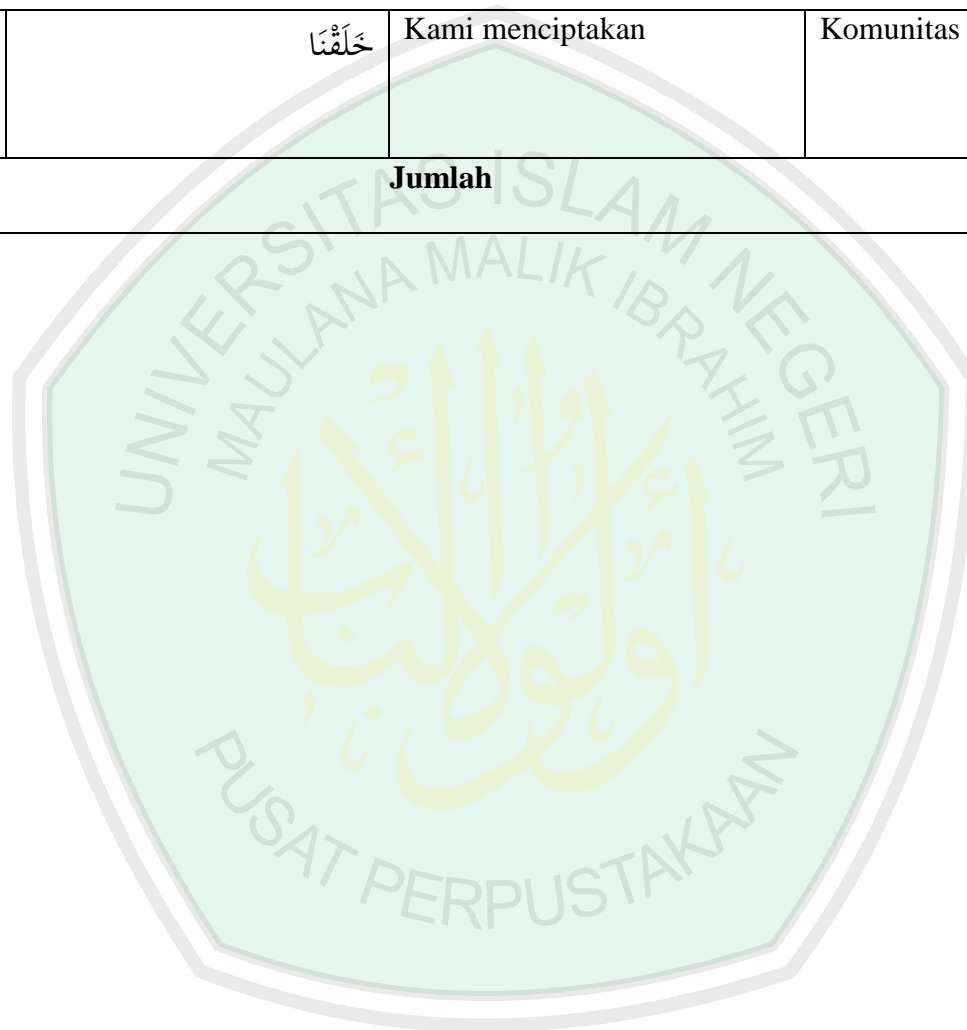 خَلَقْنَا Kami menciptakan Komunitas
Jumlah
UNIVERSITAS ISLAM NEGERI
MAULANA MALIK IBRAHIM
PUSAT PERPUSTAKAAN